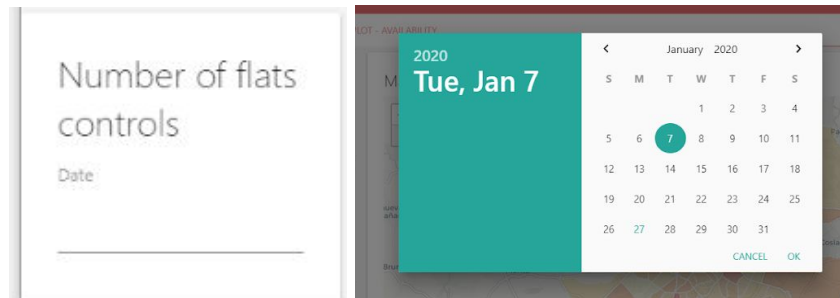 Number of flats
controls
Date
PLOT - AVAILABILITY
2020
Tue, Jan 7
January 2020
S M T W T F S
1 2 3 4
5 6 7 8 9 10 11
12 13 14 15 16 17 18
19 20 21 22 23 24 25
26 27 28 29 30 31
CANCEL OK